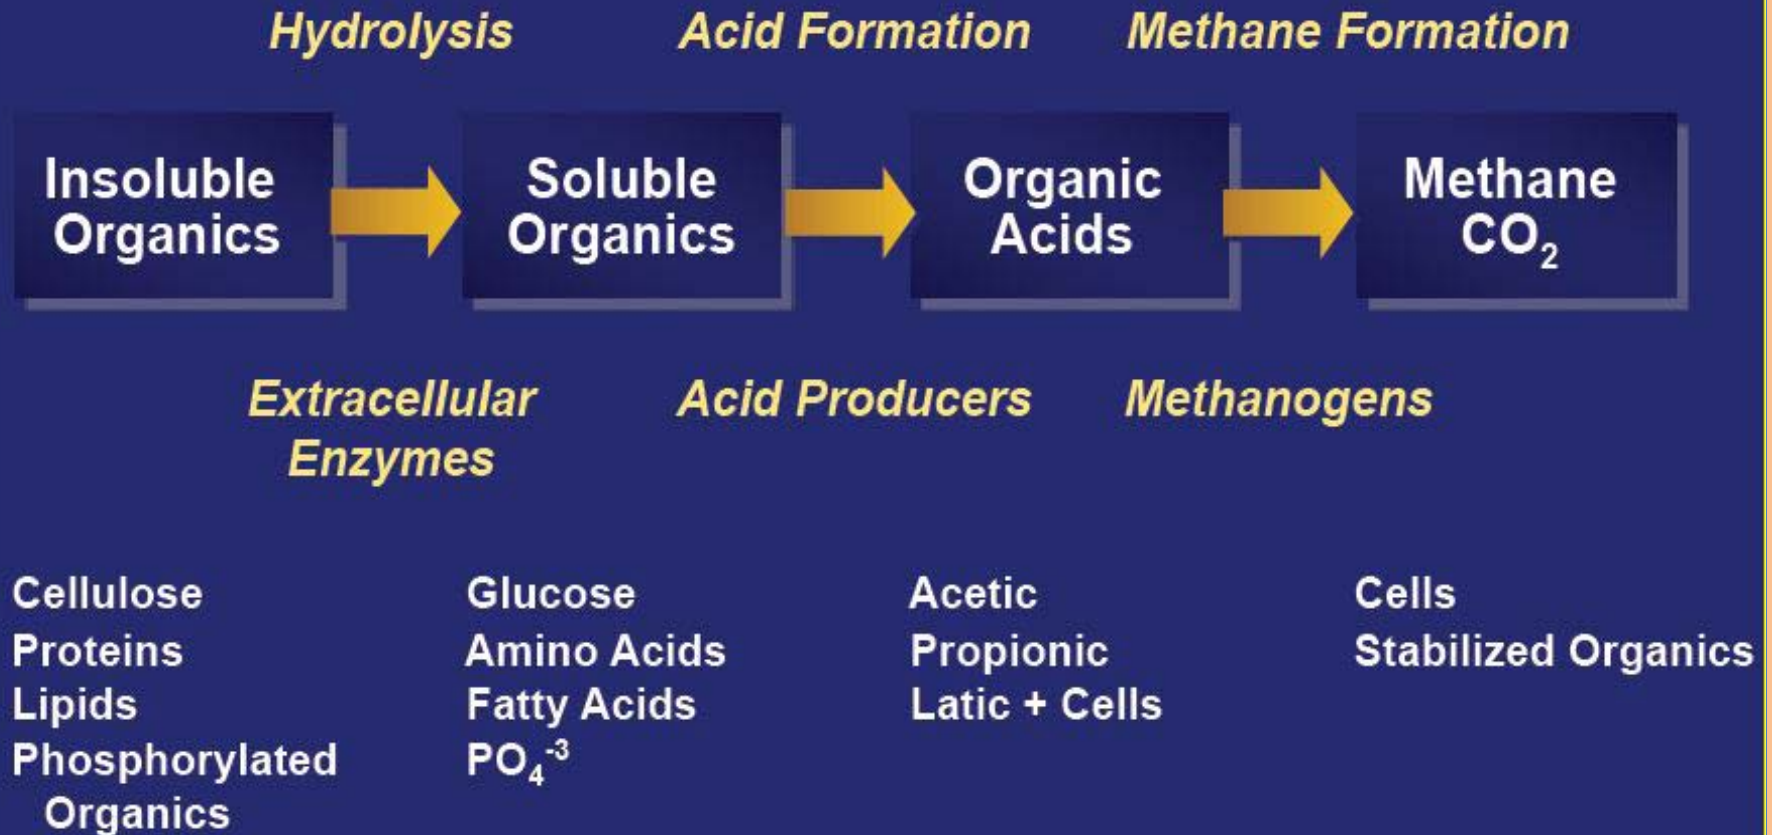 Hydrolysis Acid Formation Methane Formation
Insoluble Soluble Organic Methane
Organics Organics Acids CO₂
Extracellular Acid Producers Methanogens
Enzymes
Cellulose Glucose Acetic Cells
Proteins Amino Acids Propionic Stabilized Organics
Lipids Fatty Acids Latic + Cells
Phosphorylated PO₄⁻³
Organics